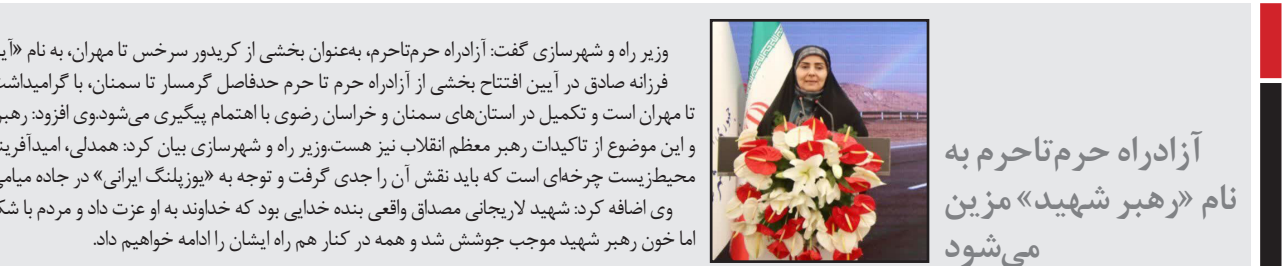 آزادراه حرم‌تاحرم به
نام «رهبر شهید» مزین
می‌شود
وزیر راه و شهرسازی گفت: آزادراه حرم‌تاحرم، به‌عنوان بخشی از کریدور سرخس تا مهران، به نام
فرزانه صادق در آیین افتتاح بخشی از آزادراه حرم تا حرم حدفاصل گرمسار تا سمنان، با
تا مهران است و تکمیل در استان‌های سمنان و خراسان رضوی با اهتمام پیگیری می‌شود.وی افزود:
و این موضوع از تاکیدات رهبر معظم انقلاب نیز هست.وزیر راه و شهرسازی بیان کرد: همدلی،
محیط‌زیست چرخه‌ای است که باید نقش آن را جدی گرفت و توجه به «یوزپلنگ ایرانی» در جاده
وی اضافه کرد: شهید لاریجانی مصداق واقعی بنده خدایی بود که خداوند به او عزت داد و مردم با
اما خون رهبر شهید موجب جوشش شد و همه در کنار هم راه ایشان را ادامه خواهیم داد.